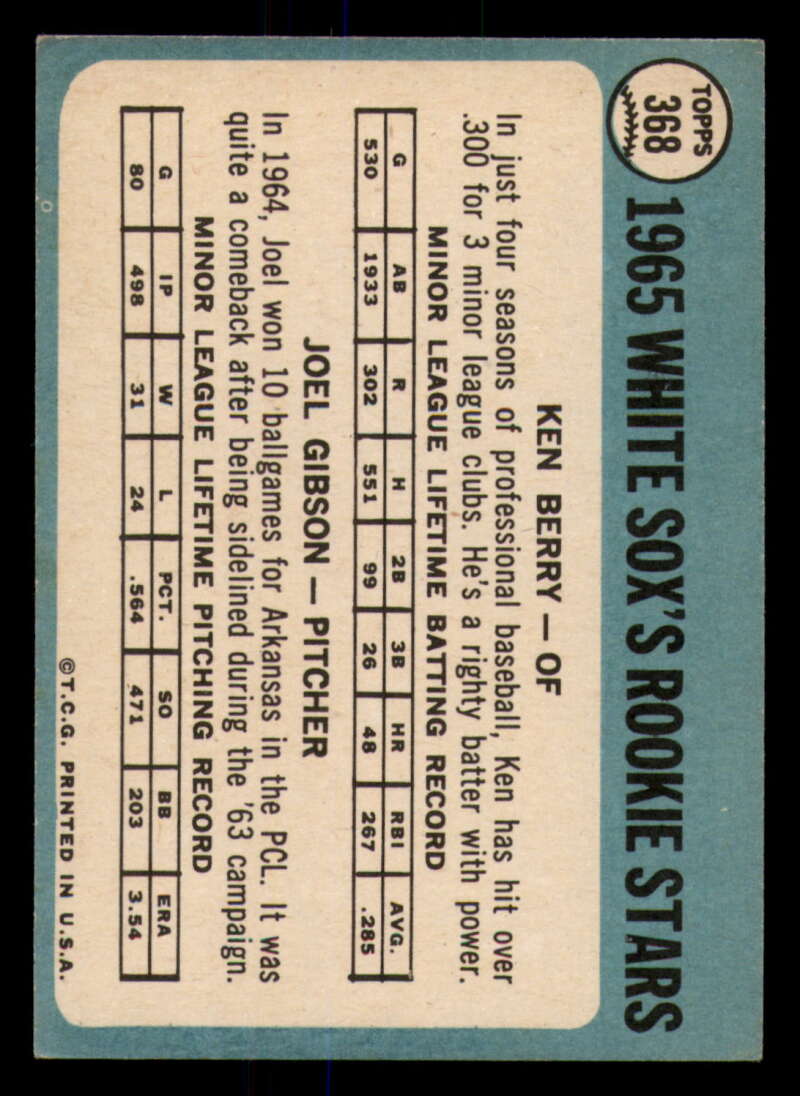 TOPPS
368
1965 WHITE SOX'S ROOKIE STARS
KEN BERRY — OF
In just four seasons of professional baseball, Ken has hit over
.300 for 3 minor league clubs. He's a righty batter with power.
MINOR LEAGUE LIFETIME BATTING RECORD
G AB R H 2B 3B HR RBI AVG.
530 1933 302 551 99 26 48 267 .285
JOEL GIBSON — PITCHER
In 1964, Joel won 10 ballgames for Arkansas in the PCL. It was
quite a comeback after being sidelined during the '63 campaign.
MINOR LEAGUE LIFETIME PITCHING RECORD
G IP W L PCT. SO BB ERA
80 498 31 24 .564 471 203 3.54
©T.C.G. PRINTED IN U.S.A.